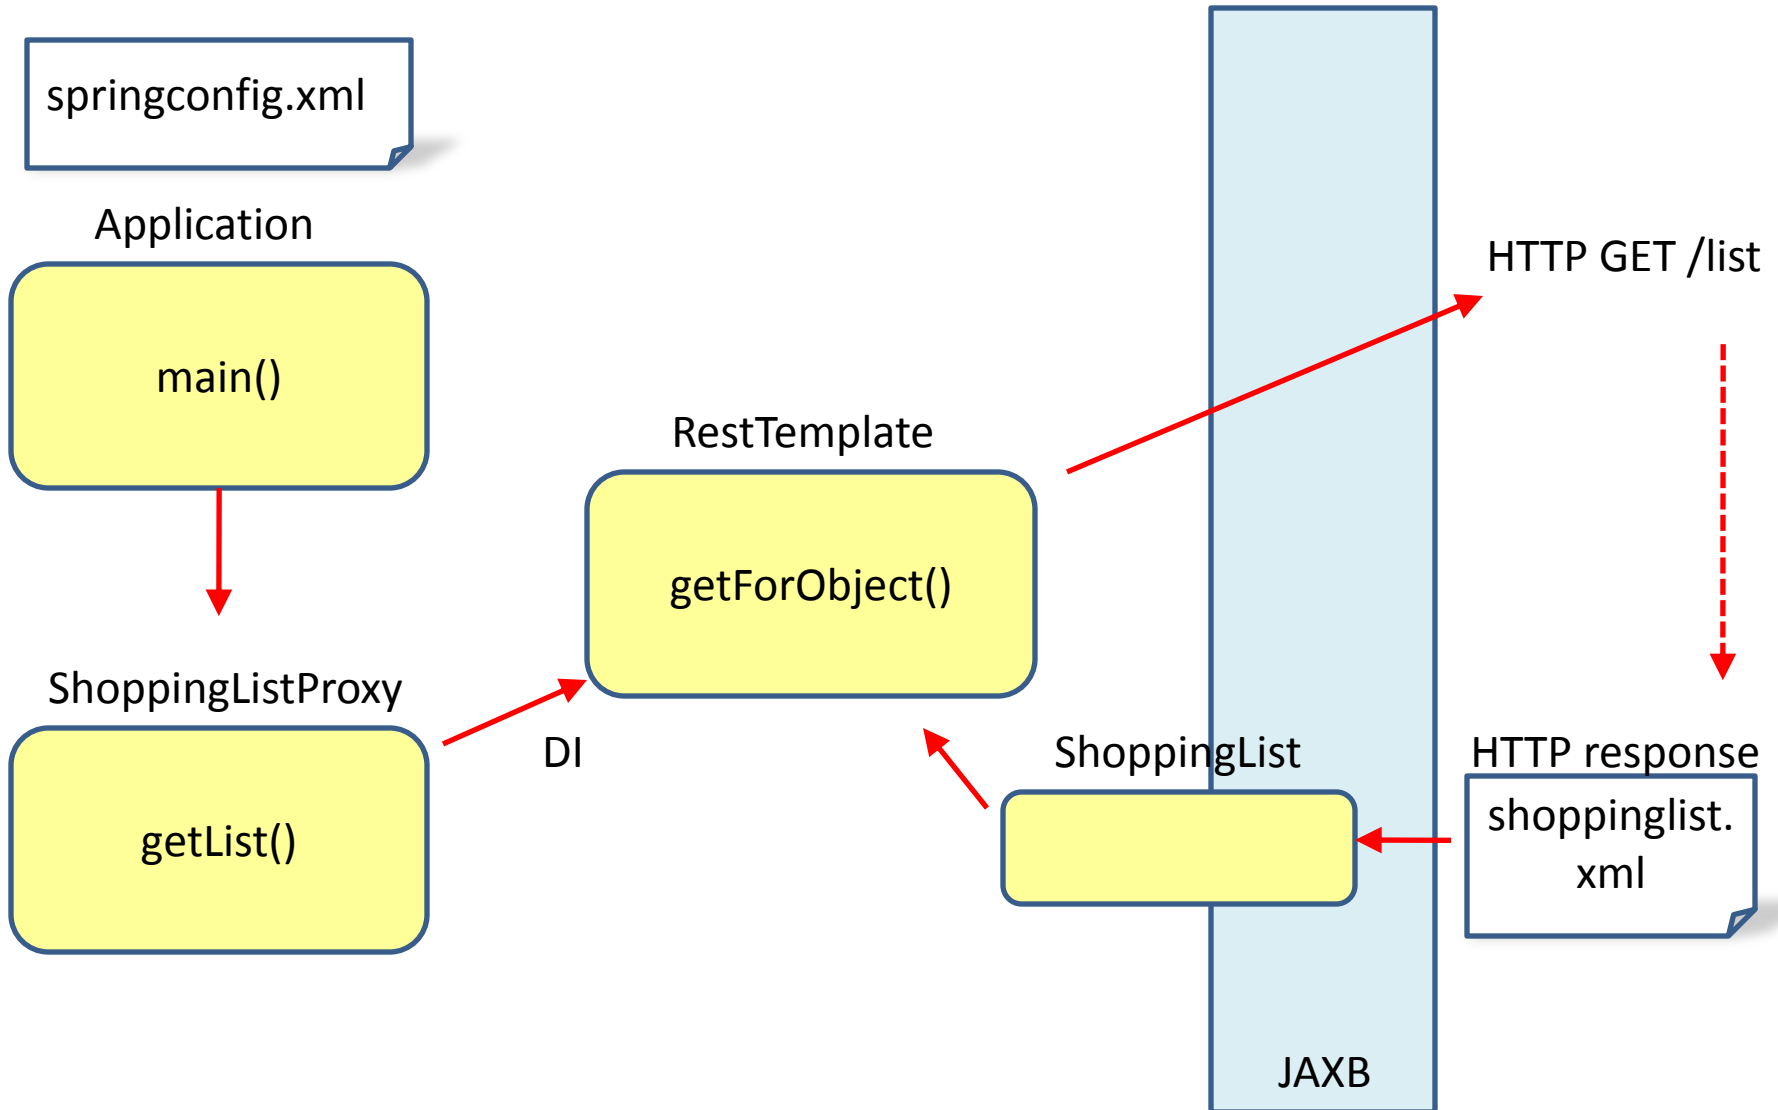 springconfig.xml
Application
main()
ShoppingListProxy
getList()
DI
RestTemplate
getForObject()
HTTP GET /list
ShoppingList
HTTP response
shoppinglist.
xml
JAXB